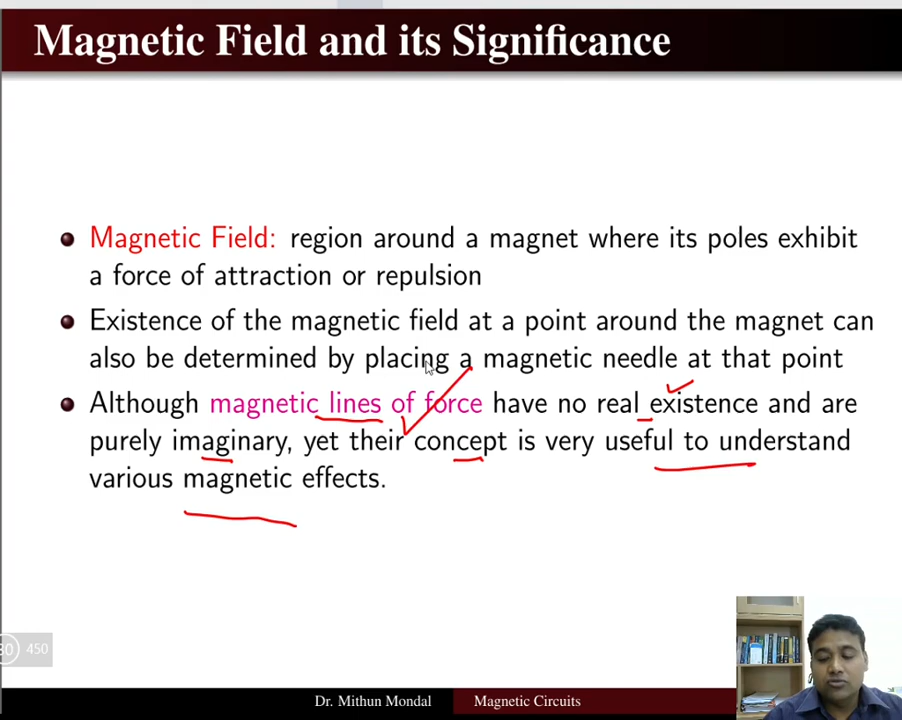 Magnetic Field and its Significance
Magnetic Field: region around a magnet where its poles exhibit
a force of attraction or repulsion
Existence of the magnetic field at a point around the magnet can
also be determined by placing a magnetic needle at that point
Although magnetic lines of force have no real existence and are
purely imaginary, yet their concept is very useful to understand
various magnetic effects.
450
Dr. Mithun Mondal Magnetic Circuits